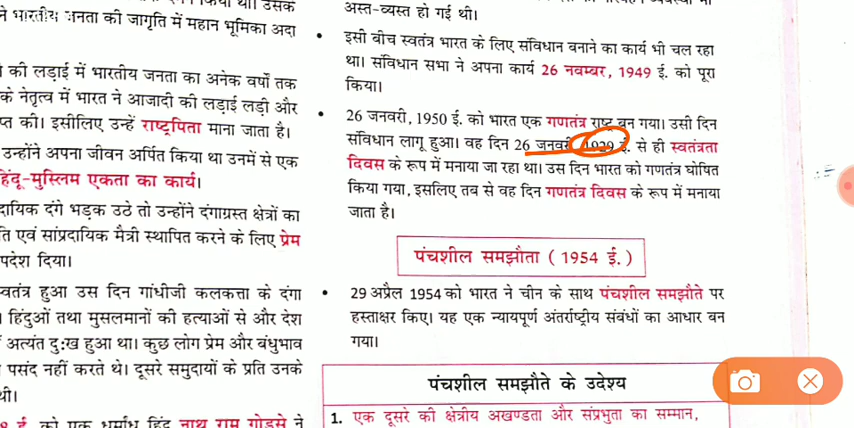 ने भारतीय जनता की जागृति में महान भूमिका अदा
की लड़ाई में भारतीय जनता का अनेक वर्षों तक
के नेतृत्व में भारत ने आजादी की लड़ाई लड़ी और
प्त की। इसीलिए उन्हें राष्ट्रपिता माना जाता है।
उन्होंने अपना जीवन अर्पित किया था उनमें से एक
हिंदू-मुस्लिम एकता का कार्य।
दायिक दंगे भड़क उठे तो उन्होंने दंगाग्रस्त क्षेत्रों का
ति एवं सांप्रदायिक मैत्री स्थापित करने के लिए प्रेम
पदेश दिया।
स्वतंत्र हुआ उस दिन गांधीजी कलकत्ता के दंगा
हिंदुओं तथा मुसलमानों की हत्याओं से और देश
अत्यंत दुःख हुआ था। कुछ लोग प्रेम और बंधुभाव
पसंद नहीं करते थे। दूसरे समुदायों के प्रति उनके
थी।
अस्त-व्यस्त हो गई थी।
• इसी बीच स्वतंत्र भारत के लिए संविधान बनाने का कार्य भी चल रहा
था। संविधान सभा ने अपना कार्य 26 नवम्बर, 1949 ई. को पूरा
किया।
• 26 जनवरी, 1950 ई. को भारत एक गणतंत्र राष्ट्र बन गया। उसी दिन
संविधान लागू हुआ। वह दिन 26 जनवरी 1929 ई. से ही स्वतंत्रता
दिवस के रूप में मनाया जा रहा था। उस दिन भारत को गणतंत्र घोषित
किया गया, इसलिए तब से वह दिन गणतंत्र दिवस के रूप में मनाया
जाता है।
पंचशील समझौता ( 1954 ई. )
• 29 अप्रैल 1954 को भारत ने चीन के साथ पंचशील समझौते पर
हस्ताक्षर किए। यह एक न्यायपूर्ण अंतर्राष्ट्रीय संबंधों का आधार बन
गया।
पंचशील समझौते के उदेश्य
1. एक दूसरे की क्षेत्रीय अखण्डता और संप्रभुता का सम्मान,